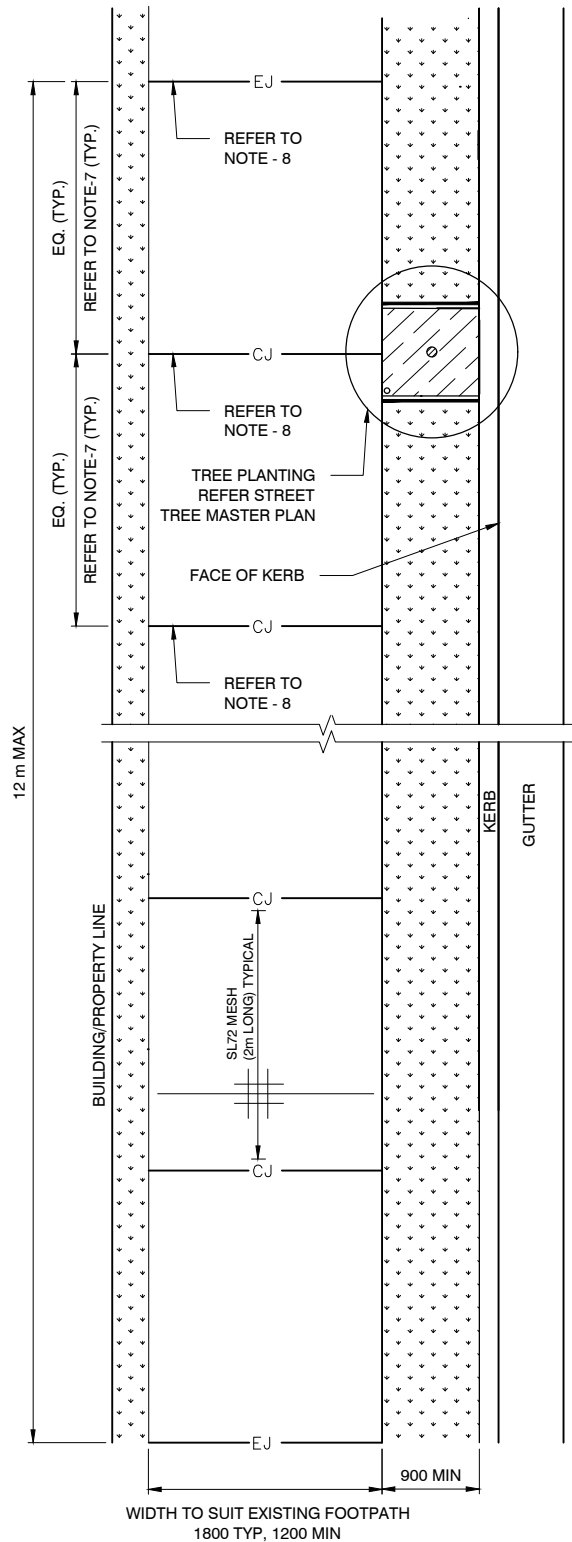 EJ
REFER TO
NOTE - 8
EQ. (TYP.)
REFER TO NOTE-7 (TYP.)
CJ
REFER TO
NOTE - 8
EQ. (TYP.)
REFER TO NOTE-7 (TYP.)
TREE PLANTING
REFER STREET
TREE MASTER PLAN
FACE OF KERB
CJ
REFER TO
NOTE - 8
12 m MAX
KERB
GUTTER
CJ
BUILDING/PROPERTY LINE
SL72 MESH
(2m LONG) TYPICAL
CJ
EJ
900 MIN
WIDTH TO SUIT EXISTING FOOTPATH
1800 TYP, 1200 MIN